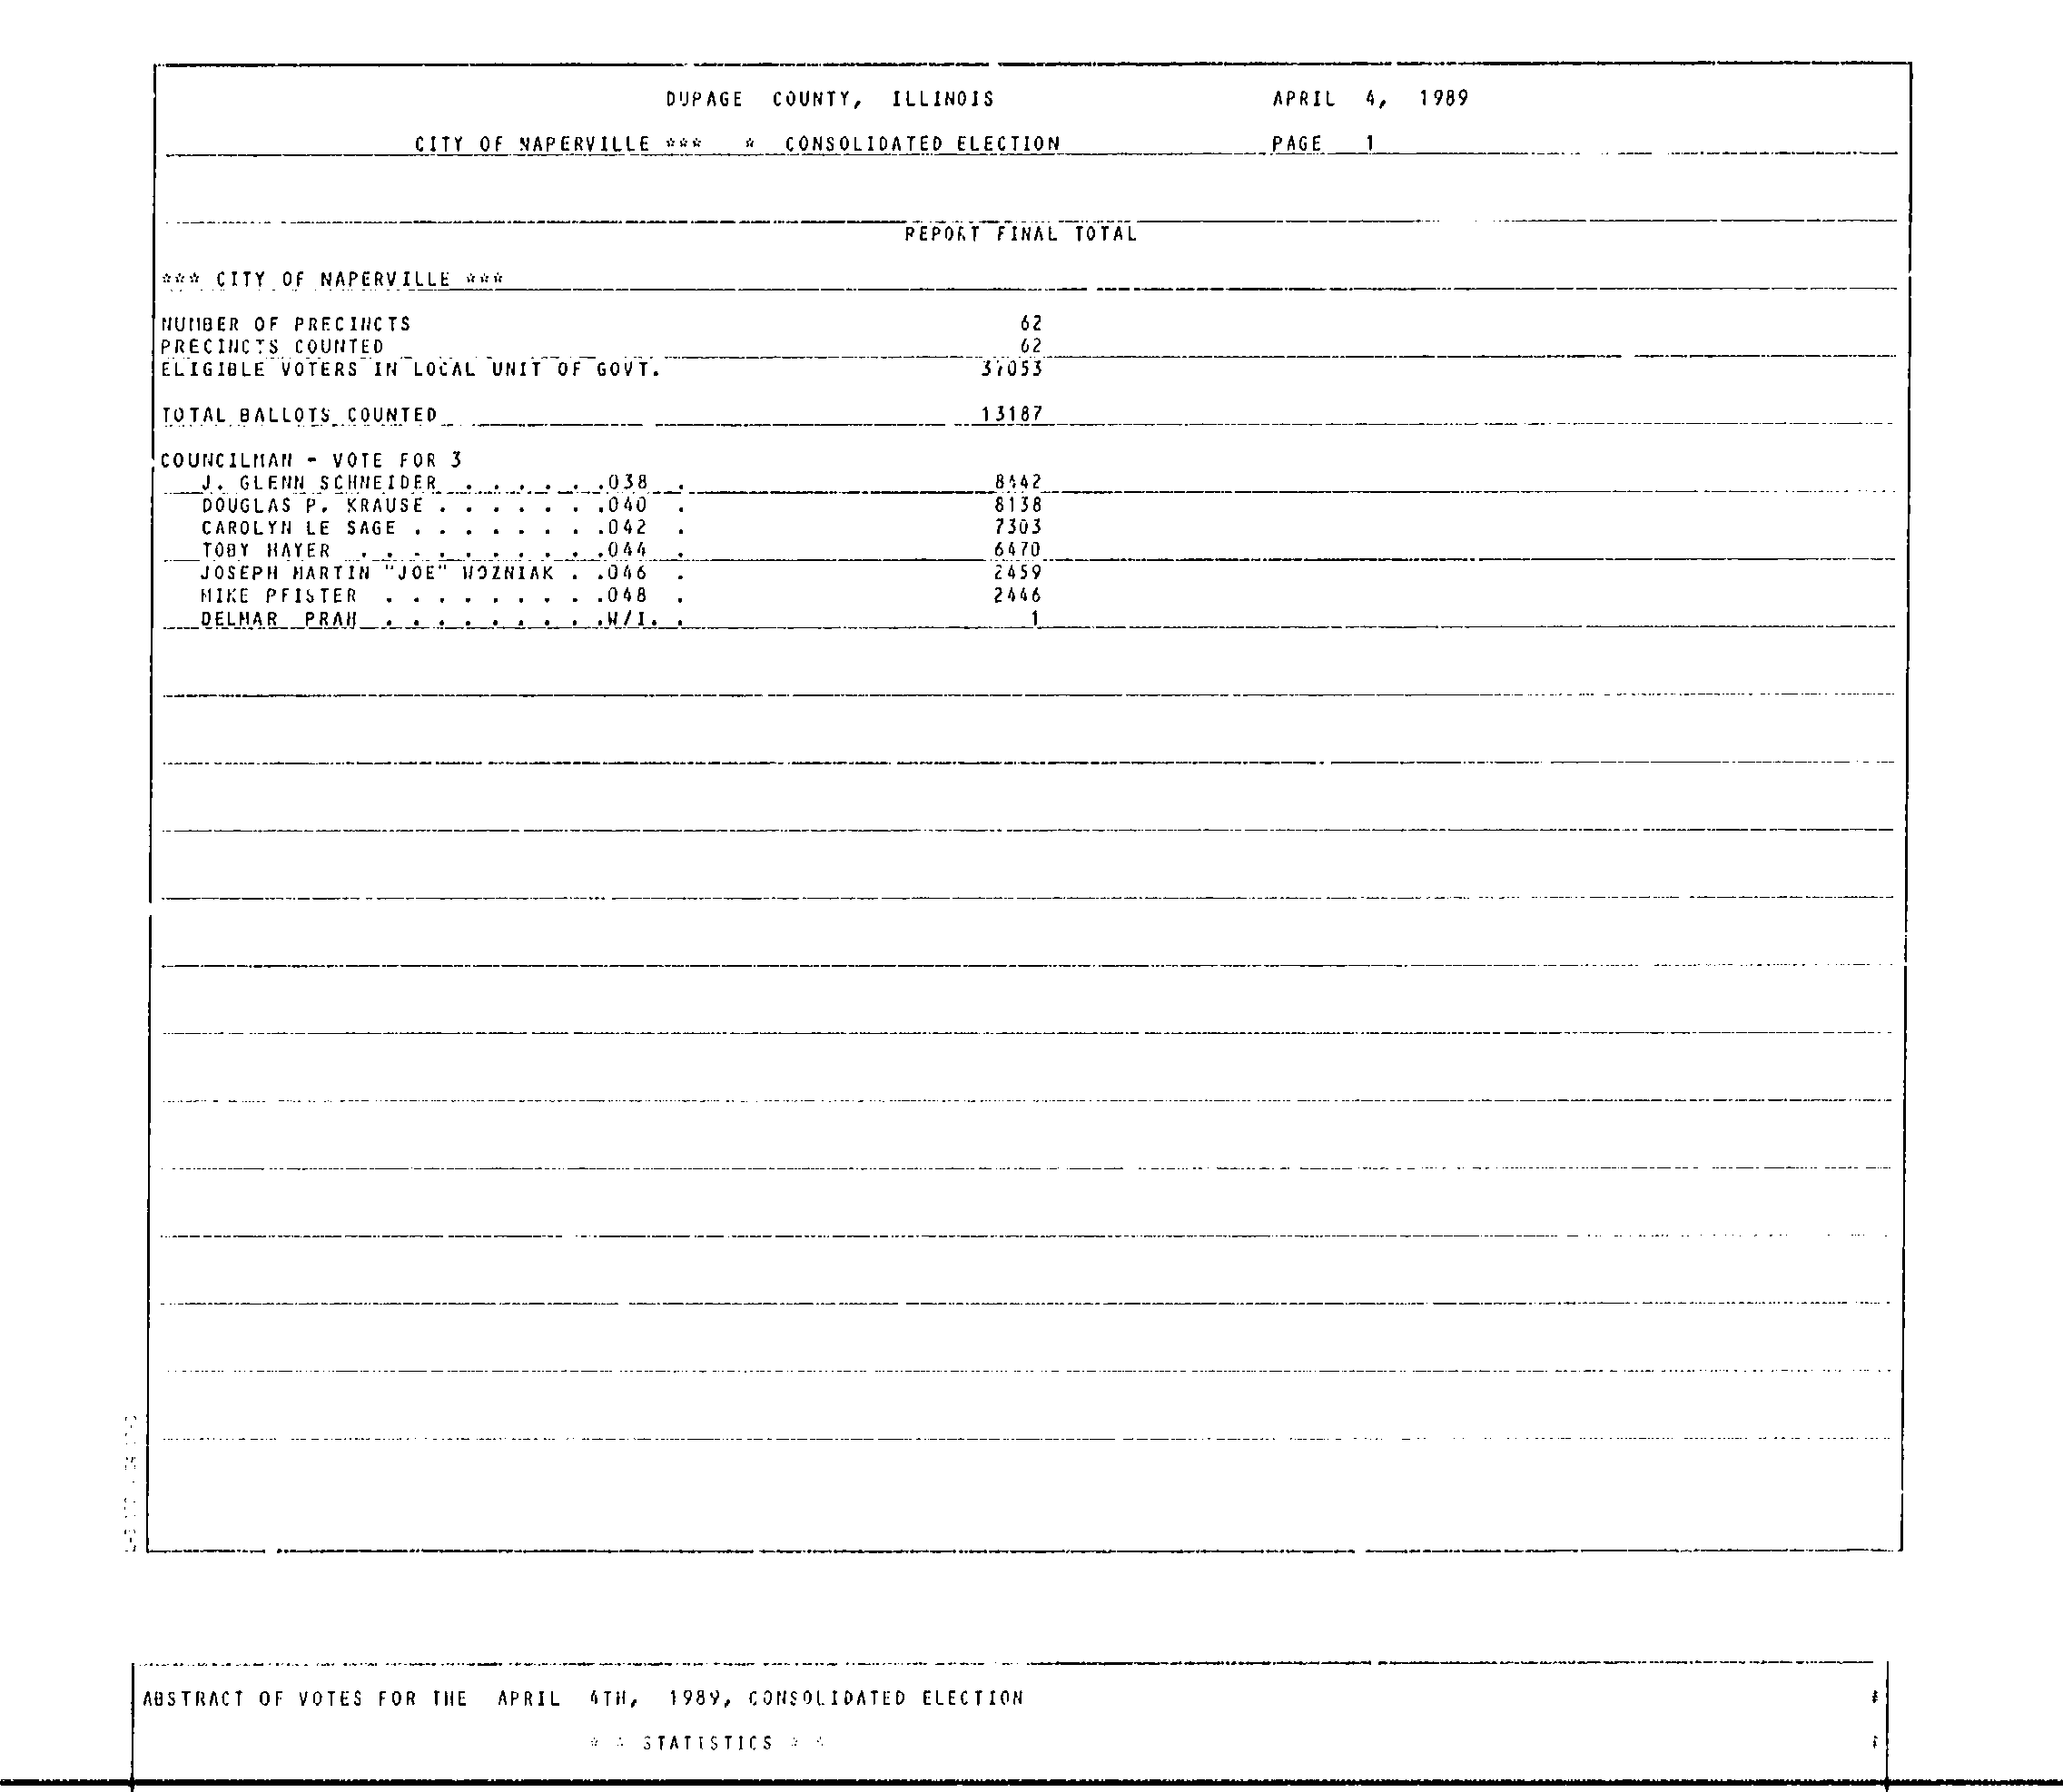 DUPAGE COUNTY, ILLINOIS APRIL 4, 1989
CITY OF NAPERVILLE *** * CONSOLIDATED ELECTION PAGE 1
REPORT FINAL TOTAL
*** CITY OF NAPERVILLE ***
NUMBER OF PRECINCTS 62
PRECINCTS COUNTED 62
ELIGIBLE VOTERS IN LOCAL UNIT OF GOVT.
TOTAL BALLOTS COUNTED 13187
COUNCILMAN - VOTE FOR 3
J. GLENN SCHNEIDER . . . . . .038 . 8442
DOUGLAS P. KRAUSE . . . . . . .040 . 8138
CAROLYN LE SAGE . . . . . . . .042 . 7303
TOBY HAYER . . . . . . . . . .044 . 6470
JOSEPH MARTIN "JOE" WOZNIAK . .046 . 2459
MIKE PFISTER . . . . . . . . .048 . 2446
DELMAR PRAH . . . . . . . . .W/I. . 1
ABSTRACT OF VOTES FOR THE APRIL 4TH, 1989, CONSOLIDATED ELECTION *
* * STATISTICS * * *